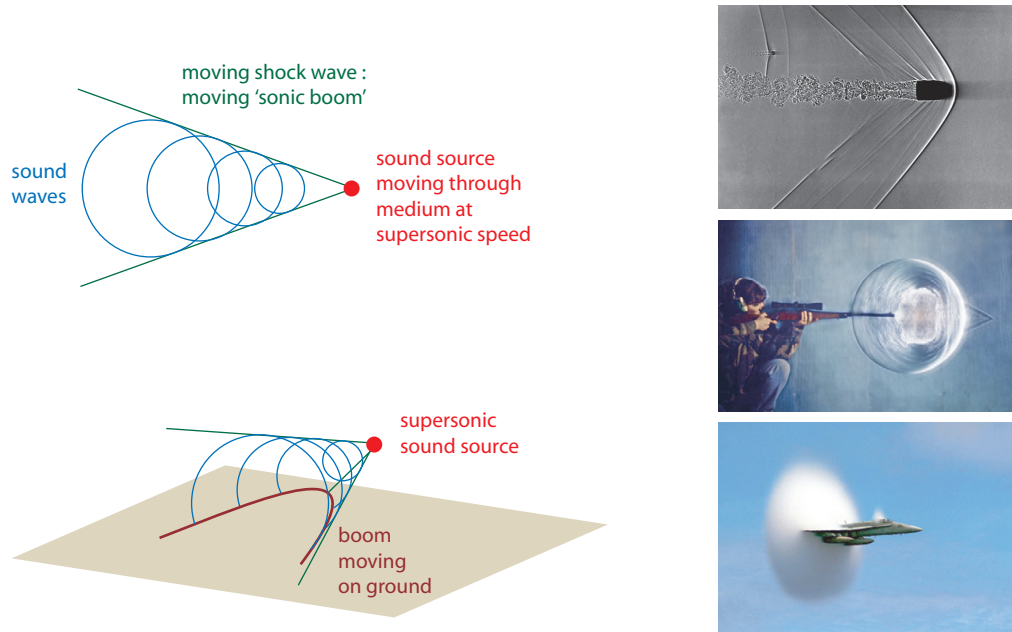 moving shock wave :
moving ‘sonic boom’
sound
waves
sound source
moving through
medium at
supersonic speed
supersonic
sound source
boom
moving
on ground